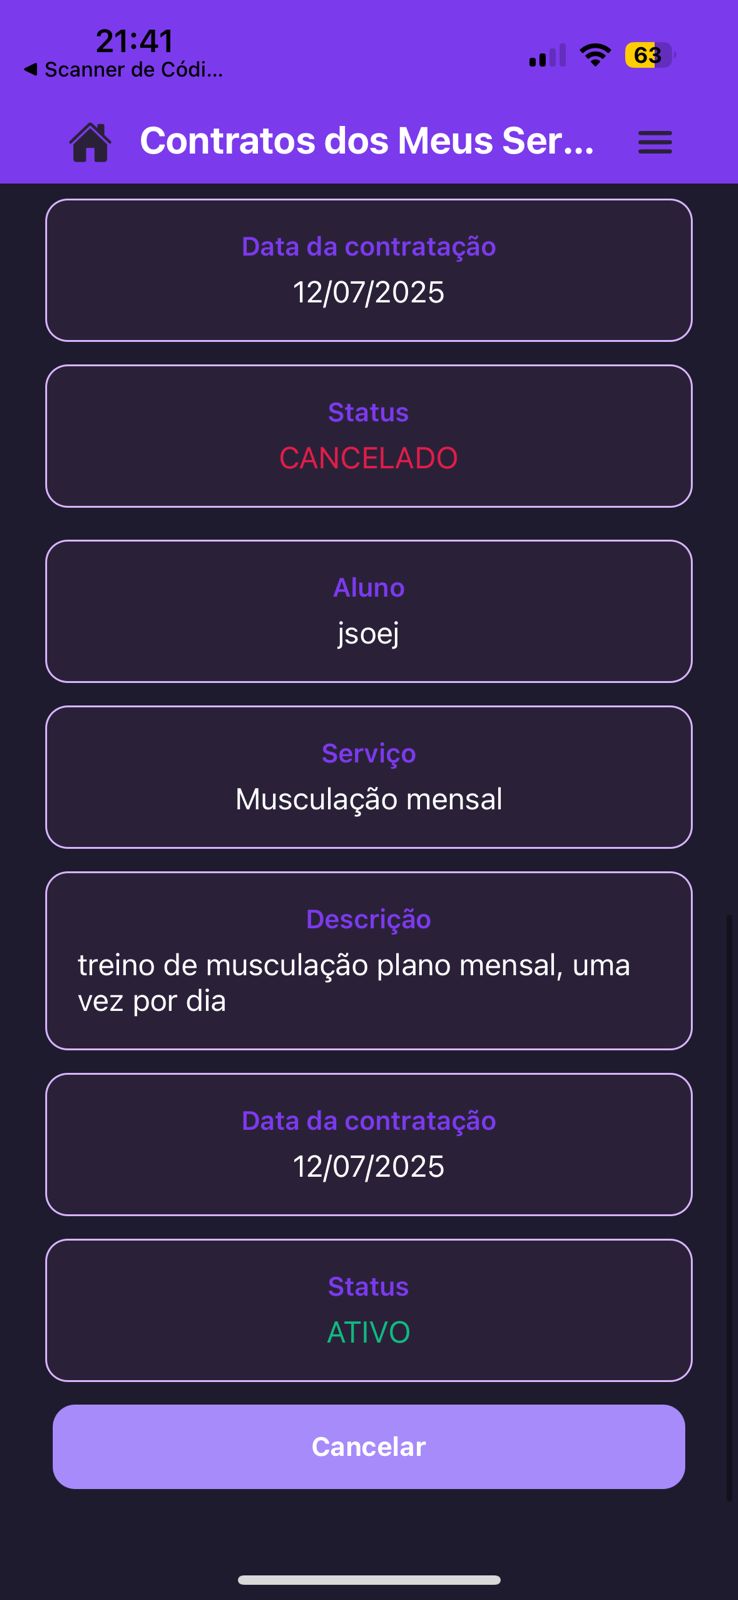 21:41
◀ Scanner de Códi...
63
Contratos dos Meus Ser...
Data da contratação
12/07/2025
Status
CANCELADO
Aluno
jsoej
Serviço
Musculação mensal
Descrição
treino de musculação plano mensal, uma
vez por dia
Data da contratação
12/07/2025
Status
ATIVO
Cancelar